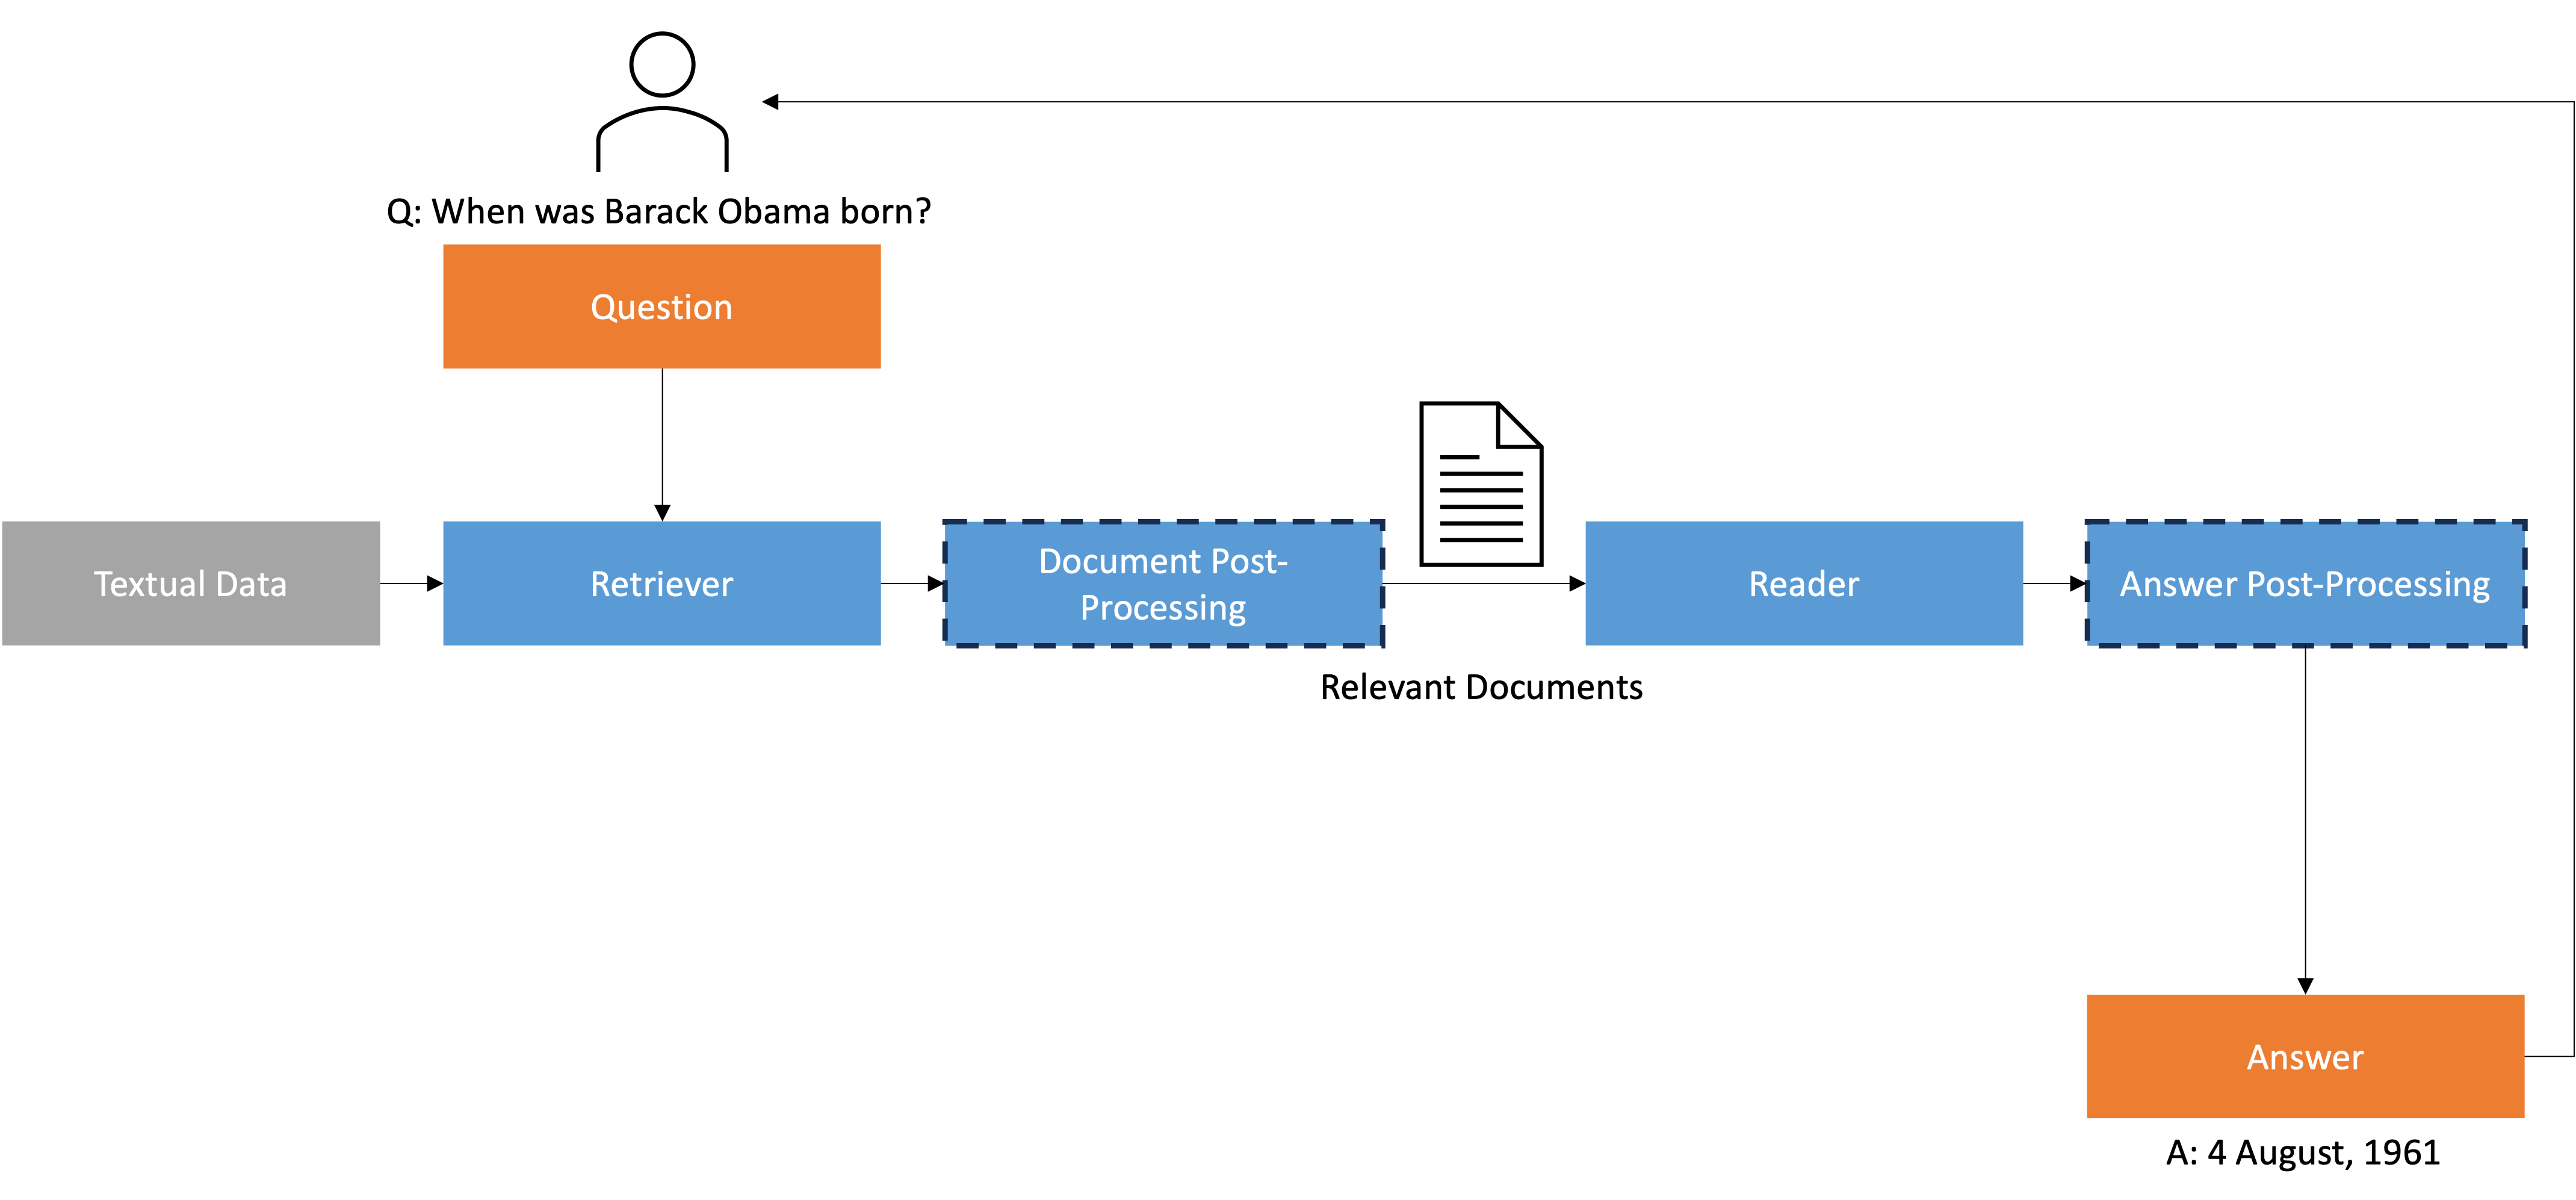 Q: When was Barack Obama born?
Question
Textual Data
Retriever
Document Post-
Processing
Relevant Documents
Reader
Answer Post-Processing
Answer
A: 4 August, 1961